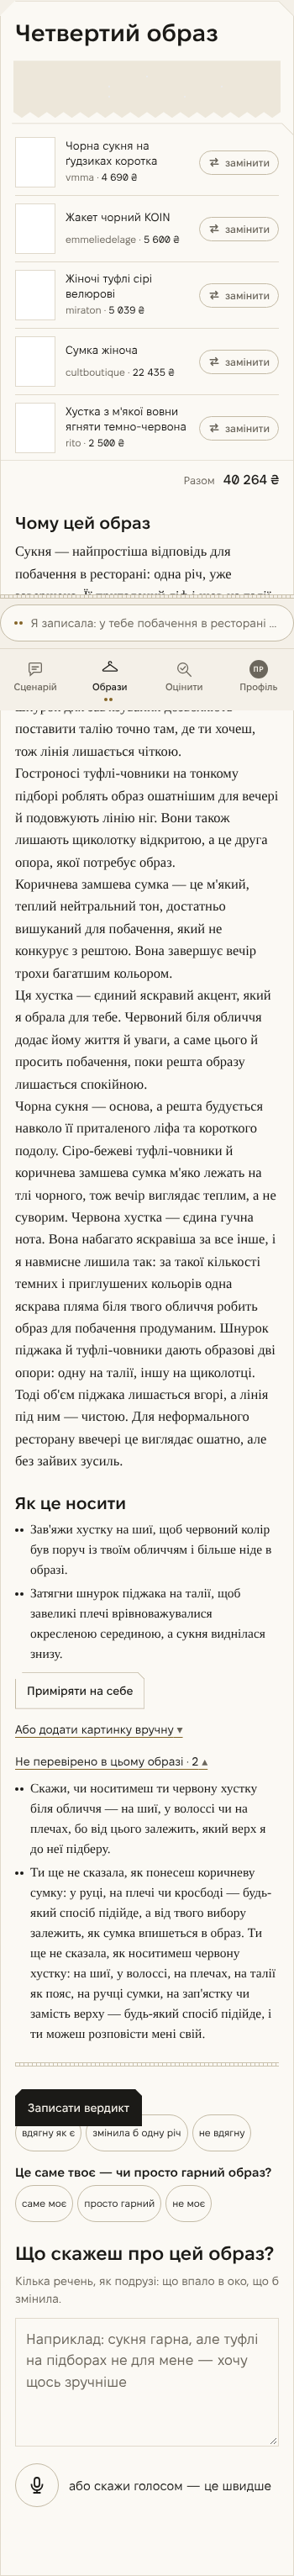 Четвертий образ
Чорна сукня на
ґудзиках коротка
vmma · 4 690 ₴
замінити
Жакет чорний KOIN
emmeliedelage · 5 600 ₴
замінити
Жіночі туфлі сірі
велюрові
miraton · 5 039 ₴
замінити
Сумка жіноча
cultboutique · 22 435 ₴
замінити
Хустка з м'якої вовни
ягняти темно-червона
rito · 2 500 ₴
замінити
Разом 40 264 ₴
Чому цей образ
Сукня — найпростіша відповідь для
побачення в ресторані: одна річ, уже
Я записала: у тебе побачення в ресторані ...
Сценарій
Образи
Оцінити
ПР
Профіль
поставити талію точно там, де ти хочеш,
тож лінія лишається чіткою.
Гостроносі туфлі-човники на тонкому
підборі роблять образ ошатнішим для вечері
й подовжують лінію ніг. Вони також
лишають щиколотку відкритою, а це друга
опора, якої потребує образ.
Коричнева замшева сумка — це м'який,
теплий нейтральний тон, достатньо
вишуканий для побачення, який не
конкурує з рештою. Вона завершує вечір
трохи багатшим кольором.
Ця хустка — єдиний яскравий акцент, який
я обрала для тебе. Червоний біля обличчя
додає йому життя й уваги, а саме цього й
просить побачення, поки решта образу
лишається спокійною.
Чорна сукня — основа, а решта будується
навколо її приталеного ліфа та короткого
подолу. Сіро-бежеві туфлі-човники й
коричнева замшева сумка м'яко лежать на
тлі чорного, тож вечір виглядає теплим, а не
суворим. Червона хустка — єдина гучна
нота. Вона набагато яскравіша за все інше, і
я навмисне лишила так: за такої кількості
темних і приглушених кольорів одна
яскрава пляма біля твого обличчя робить
образ для побачення продуманим. Шнурок
піджака й туфлі-човники дають образові дві
опори: одну на талії, іншу на щиколотці.
Тоді об'єм піджака лишається вгорі, а лінія
під ним — чистою. Для неформального
ресторану ввечері це виглядає ошатно, але
без зайвих зусиль.
Як це носити
•• Зав'яжи хустку на шиї, щоб червоний колір
був поруч із твоїм обличчям і більше ніде в
образі.
•• Затягни шнурок піджака на талії, щоб
завеликі плечі врівноважувалися
окресленою серединою, а сукня виднілась
знизу.
Приміряти на себе
Або додати картинку вручну ▾
Не перевірено в цьому образі · 2 ▴
•• Скажи, чи носитимеш ти червону хустку
біля обличчя — на шиї, у волоссі чи на
плечах, бо від цього залежить, який верх я
до неї підберу.
•• Ти ще не сказала, як понесеш коричневу
сумку: у руці, на плечі чи кросбоді — будь-
який спосіб підійде, а від твого вибору
залежить, як сумка впишеться в образ. Ти
ще не сказала, як носитимеш червону
хустку: на шиї, у волоссі, на плечах, на талії
як пояс, на ручці сумки, на зап'ястку чи
замість верху — будь-який спосіб підійде, і
ти можеш розповісти мені свій.
Записати вердикт
вдягну як є
змінила б одну річ
не вдягну
Це саме твоє — чи просто гарний образ?
саме моє
просто гарний
не моє
Що скажеш про цей образ?
Кілька речень, як подрузі: що впало в око, що б
змінила.
Наприклад: сукня гарна, але туфлі
на підборах не для мене — хочу
щось зручніше
або скажи голосом — це швидше